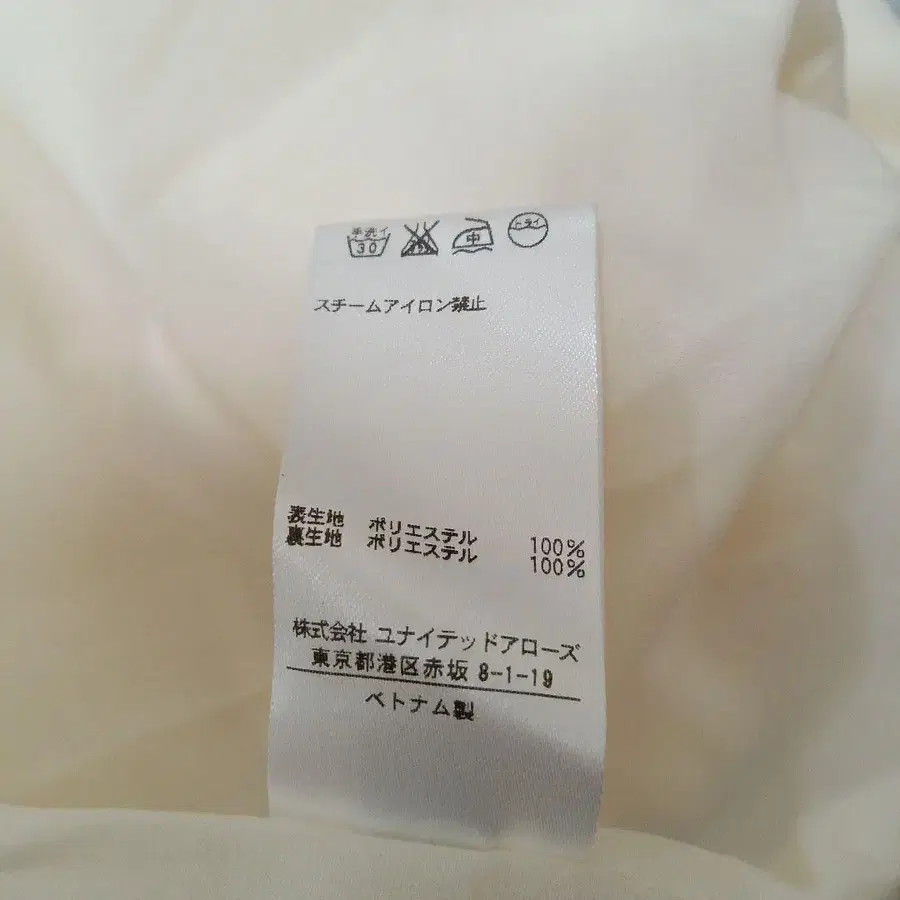 手洗イ 30 中 ドライ
スチームアイロン禁止
表生地 ポリエステル 100%
裏生地 ポリエステル 100%
株式会社 ユナイテッドアローズ
東京都港区赤坂 8-1-19
ベトナム製